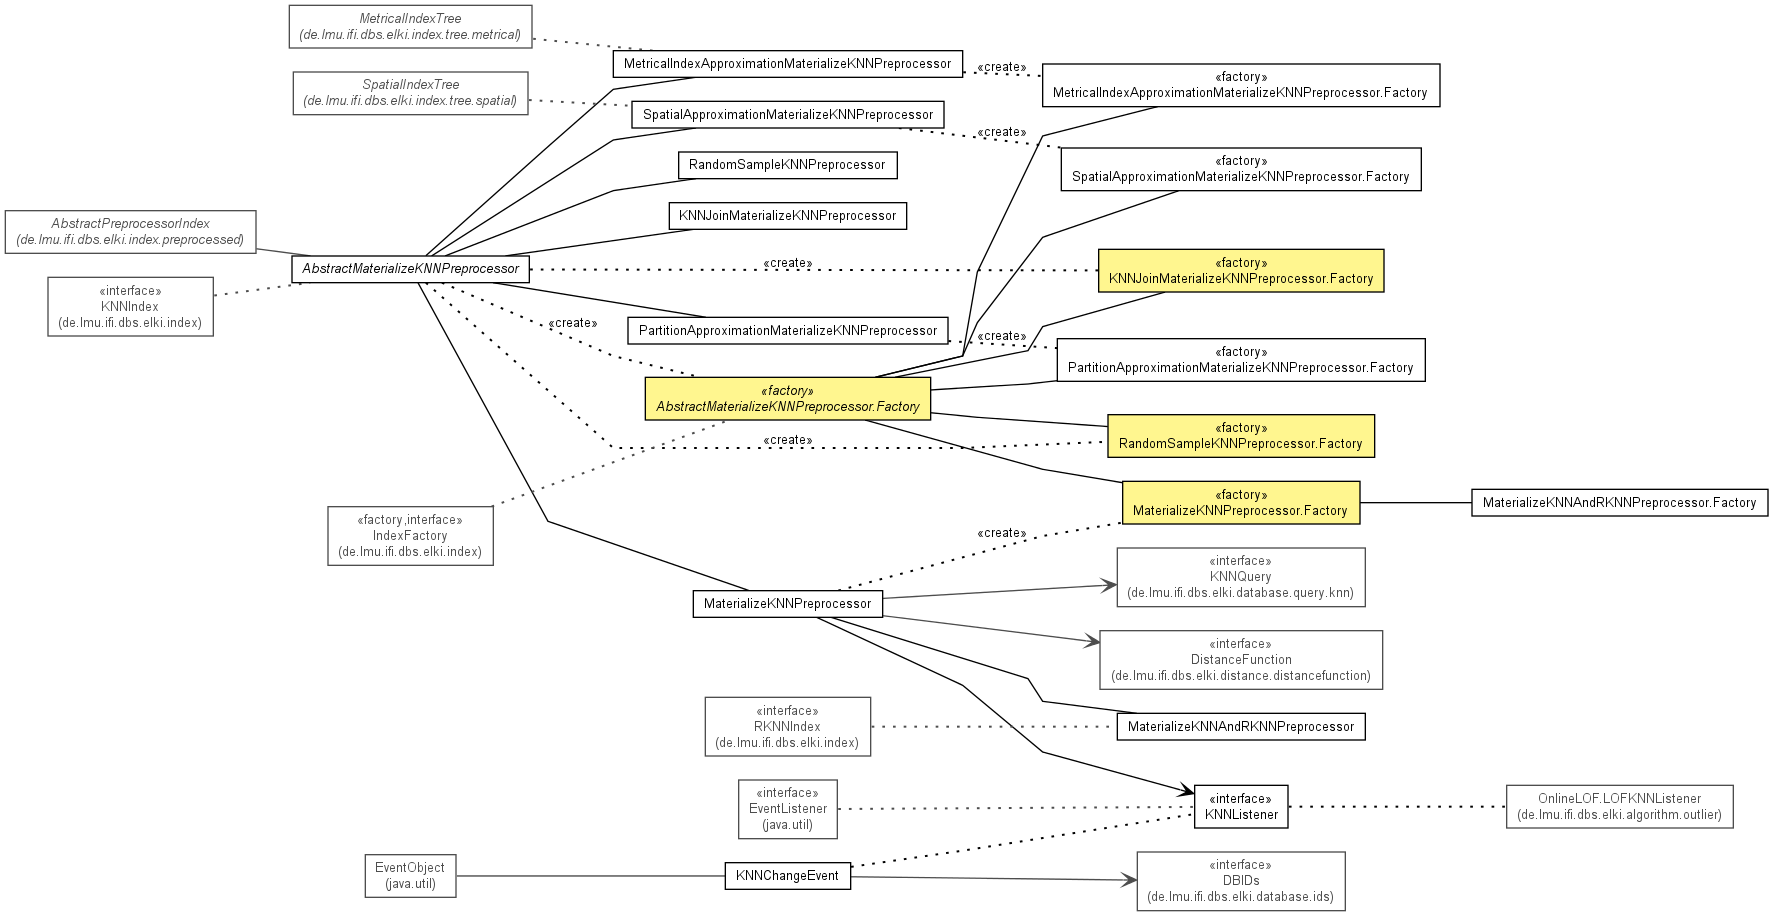 MetricalIndexTree
(de.lmu.ifi.dbs.elki.index.tree.metrical)
MetricalIndexApproximationMaterializeKNNPreprocessor
«create»
«factory»
MetricalIndexApproximationMaterializeKNNPreprocessor.Factory
SpatialIndexTree
(de.lmu.ifi.dbs.elki.index.tree.spatial)
SpatialApproximationMaterializeKNNPreprocessor
«create»
«factory»
SpatialApproximationMaterializeKNNPreprocessor.Factory
RandomSampleKNNPreprocessor
KNNJoinMaterializeKNNPreprocessor
AbstractPreprocessorIndex
(de.lmu.ifi.dbs.elki.index.preprocessed)
AbstractMaterializeKNNPreprocessor
«create»
«factory»
KNNJoinMaterializeKNNPreprocessor.Factory
«interface»
KNNIndex
(de.lmu.ifi.dbs.elki.index)
«create»
PartitionApproximationMaterializeKNNPreprocessor
«create»
«factory»
PartitionApproximationMaterializeKNNPreprocessor.Factory
«factory»
AbstractMaterializeKNNPreprocessor.Factory
«create»
«factory»
RandomSampleKNNPreprocessor.Factory
«factory»
MaterializeKNNPreprocessor.Factory
MaterializeKNNAndRKNNPreprocessor.Factory
«factory,interface»
IndexFactory
(de.lmu.ifi.dbs.elki.index)
«create»
«interface»
KNNQuery
(de.lmu.ifi.dbs.elki.database.query.knn)
MaterializeKNNPreprocessor
«interface»
DistanceFunction
(de.lmu.ifi.dbs.elki.distance.distancefunction)
«interface»
RKNNIndex
(de.lmu.ifi.dbs.elki.index)
MaterializeKNNAndRKNNPreprocessor
«interface»
EventListener
(java.util)
«interface»
KNNListener
OnlineLOF.LOFKNNListener
(de.lmu.ifi.dbs.elki.algorithm.outlier)
EventObject
(java.util)
KNNChangeEvent
«interface»
DBIDs
(de.lmu.ifi.dbs.elki.database.ids)